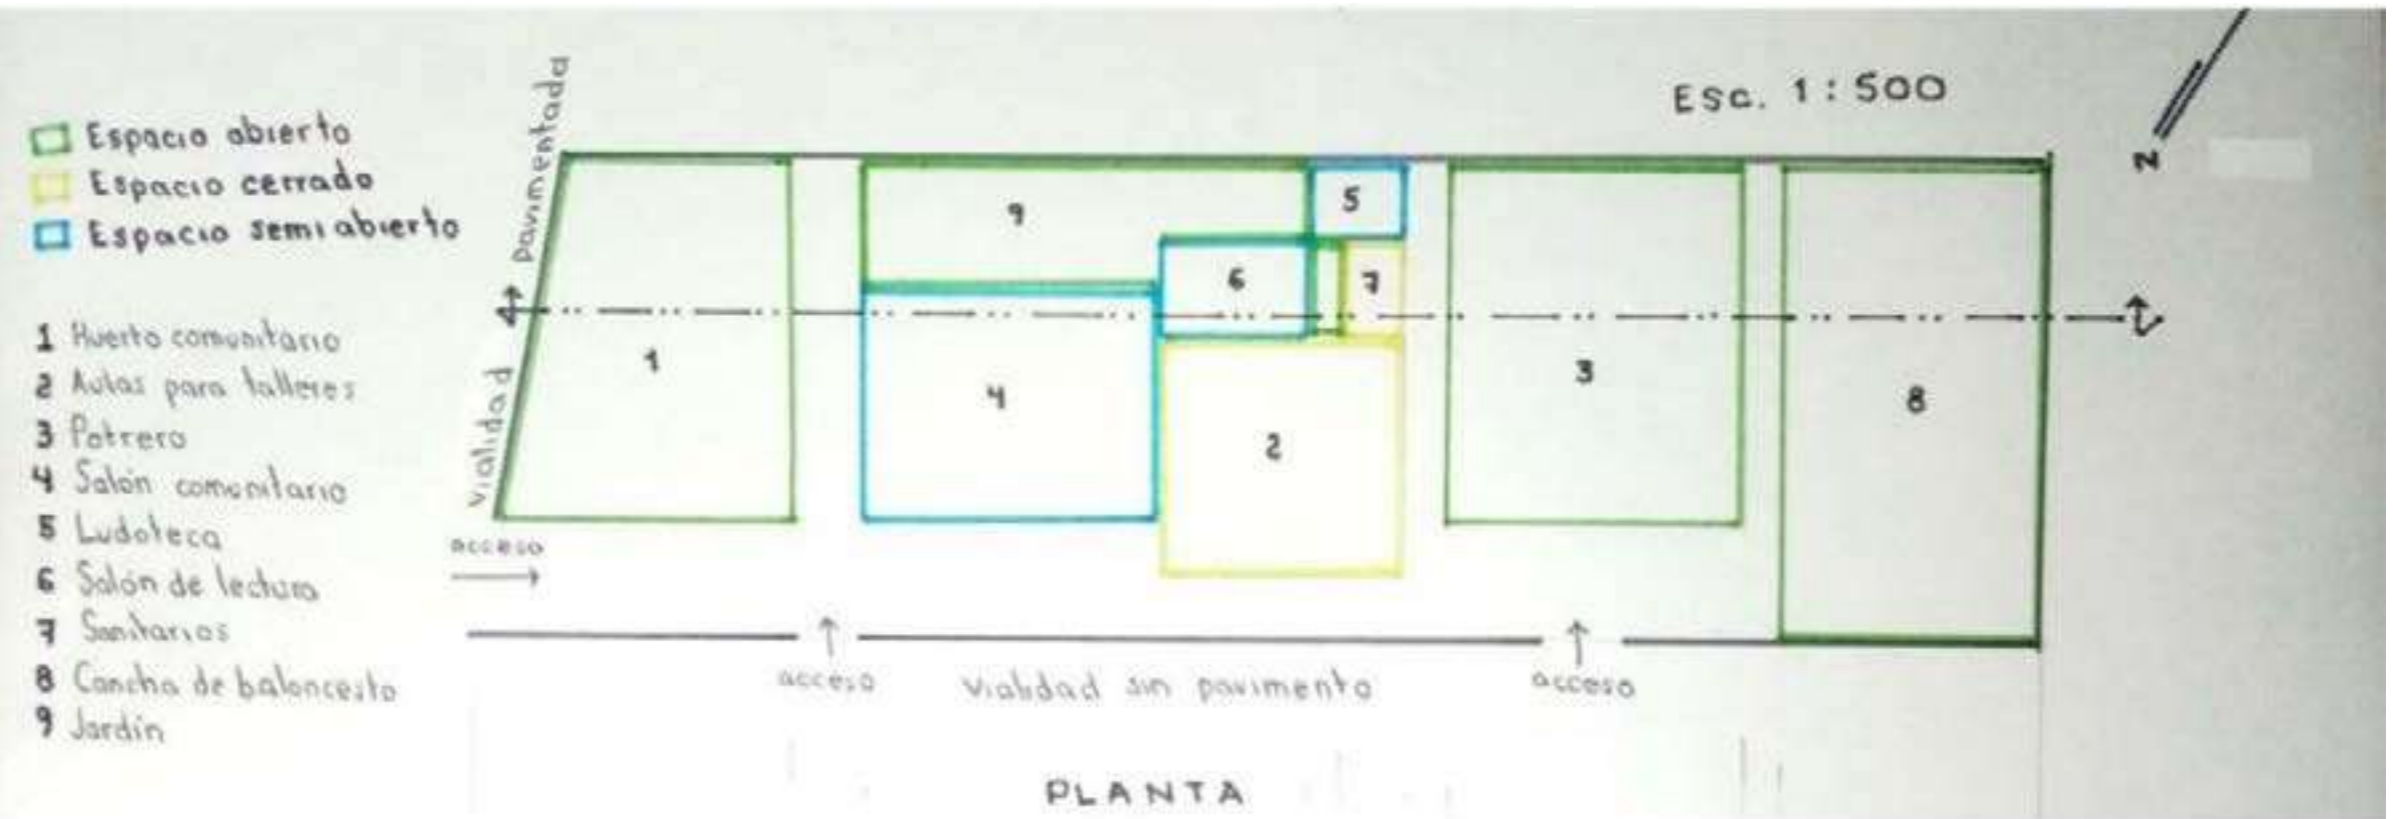 Esc. 1:500
N
Espacio abierto
Espacio cerrado
Espacio semiabierto
1 Huerto comunitario
2 Aulas para talleres
3 Potrero
4 Salón comunitario
5 Ludoteca
6 Salón de lectura
7 Sanitarios
8 Cancha de baloncesto
9 Jardín
vialidad pavimentada
1
9
5
6
7
4
2
3
8
acceso
acceso
Vialidad sin pavimento
acceso
PLANTA